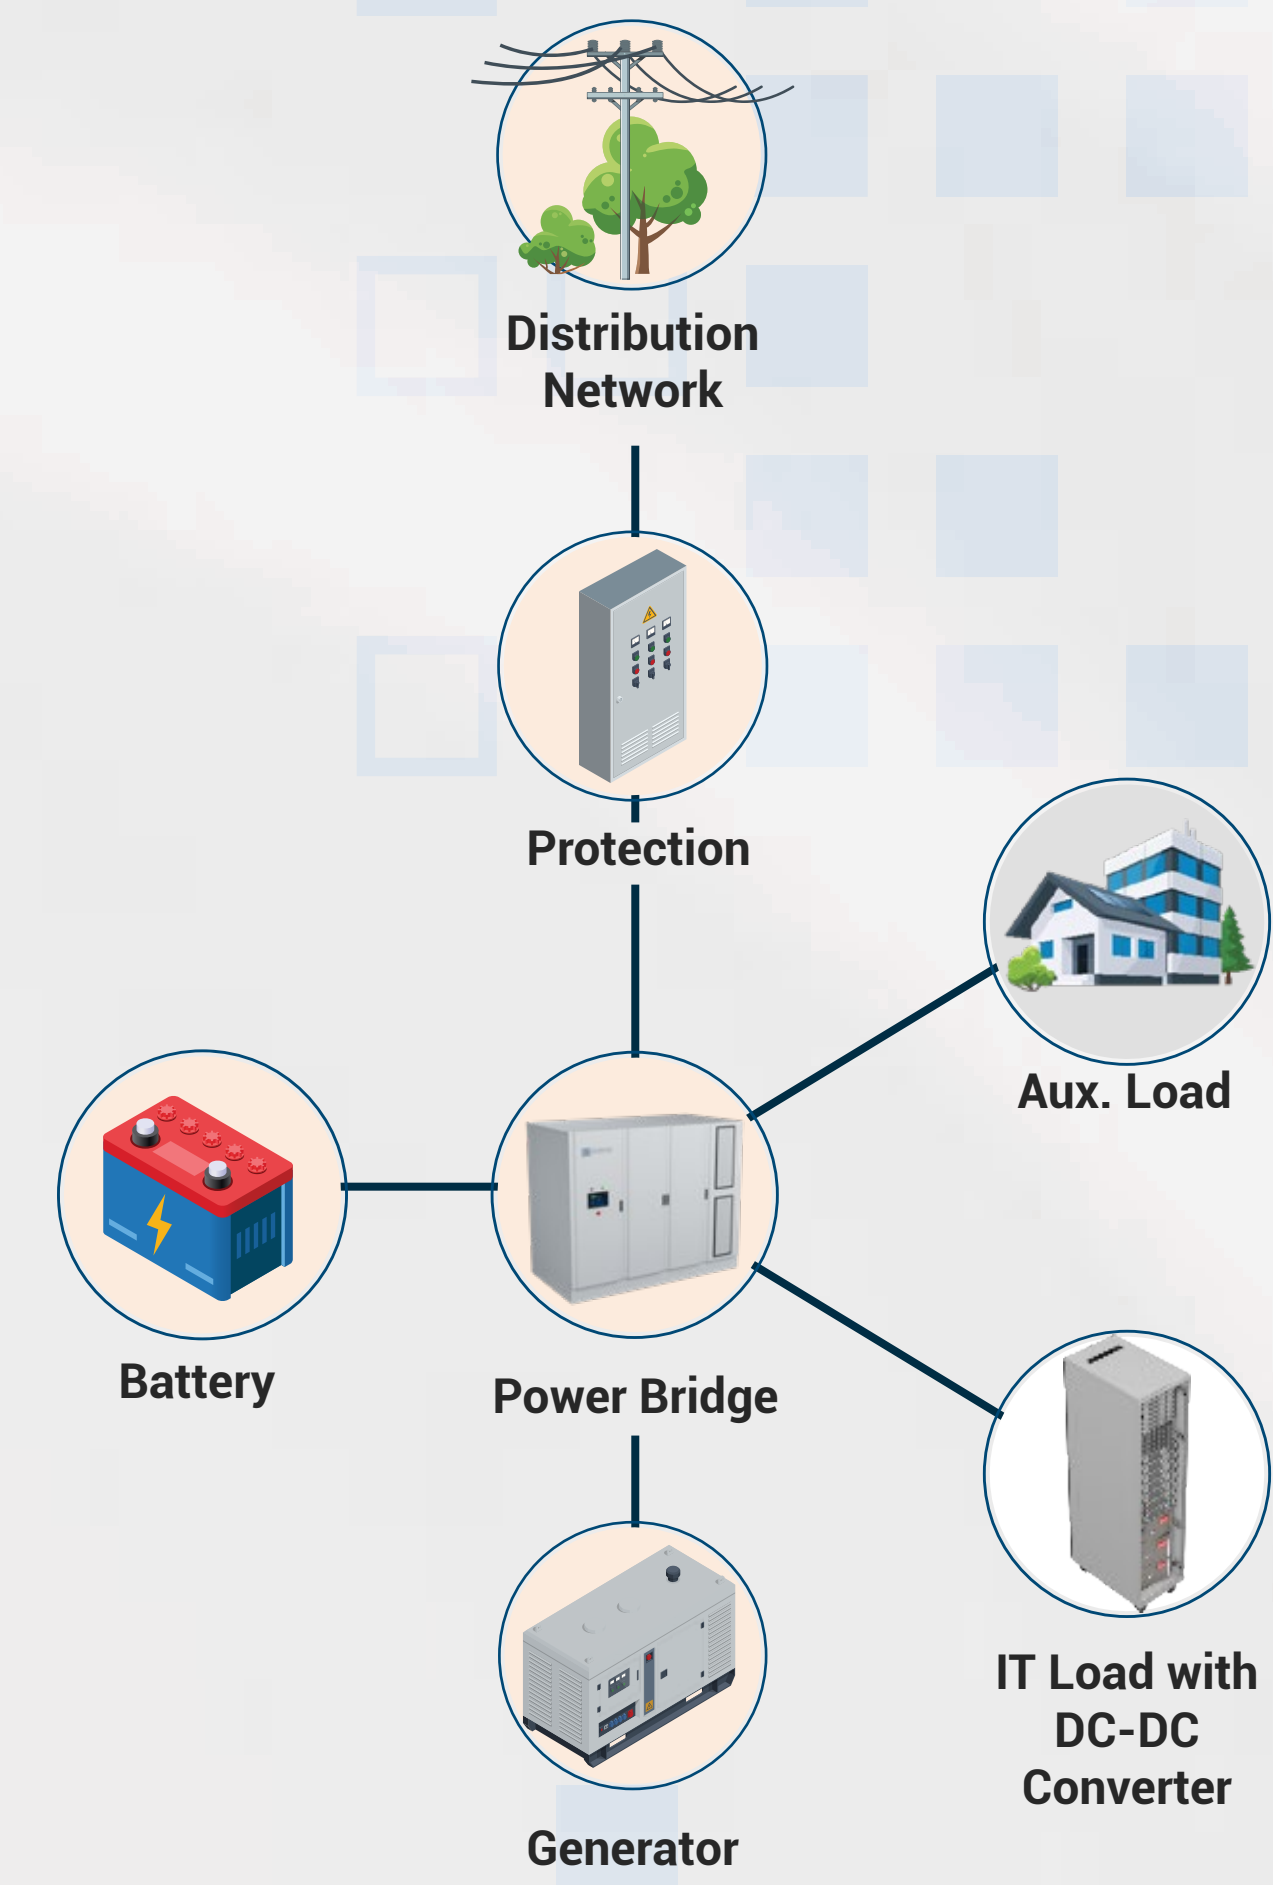 Distribution
Network
Protection
Aux. Load
Battery
Power Bridge
IT Load with
DC-DC
Converter
Generator